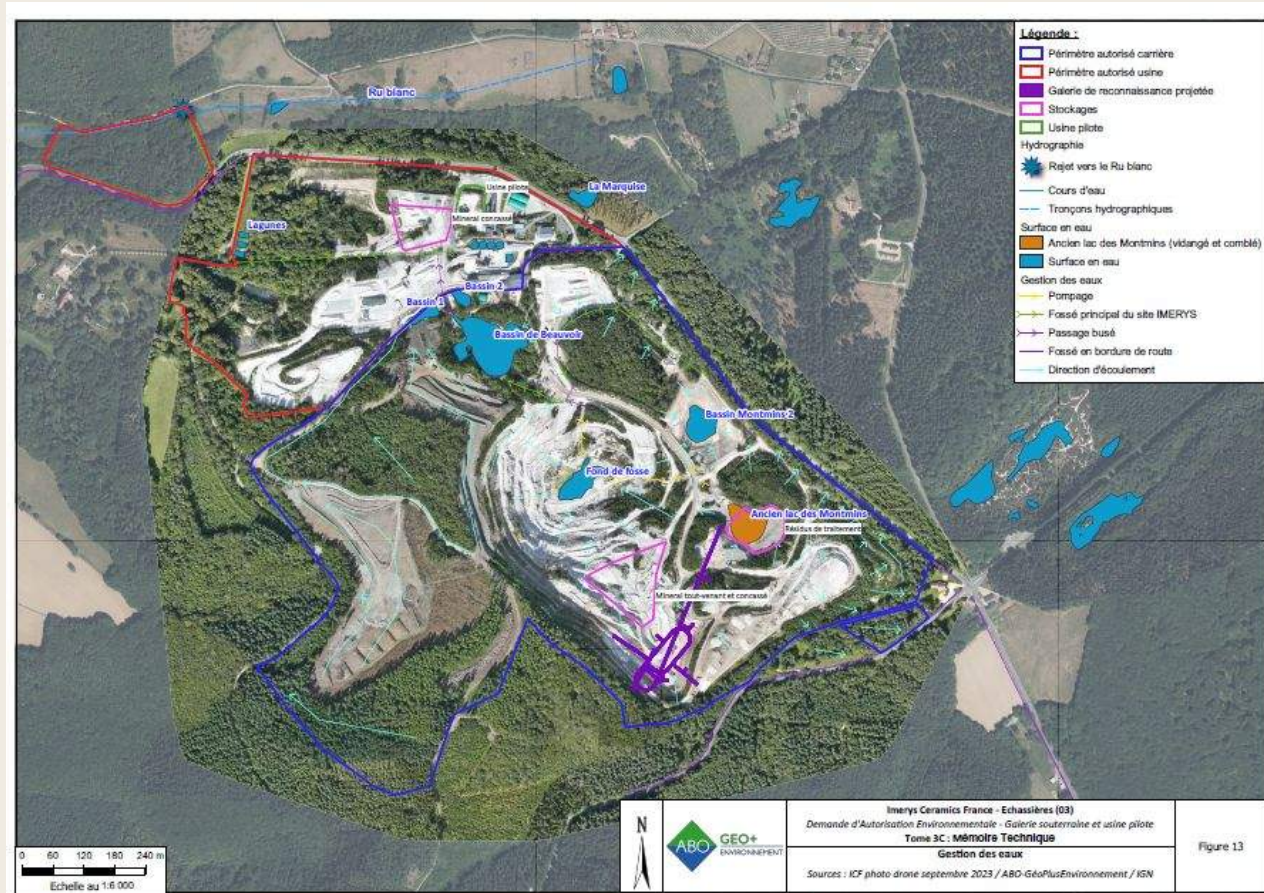 Légende :
Périmètre autorisé carrière
Périmètre autorisé usine
Galerie de reconnaissance projetée
Stockages
Usine pilote
Hydrographie
Rejet vers le Ru blanc
Cours d'eau
Tronçons hydrographiques
Surface en eau
Ancien lac des Montmins (vidangé et comblé)
Surface en eau
Gestion des eaux
Pompage
Fossé principal du site IMERYS
Passage busé
Fossé en bordure de route
Direction d'écoulement
Ru blanc
La Marquise
Usine pilote
Minerai concassé
Lagunes
Bassin 2
Bassin 1
Bassin de Beauvoir
Bassin Montmins 2
Fond de fosse
Ancien lac des Montmins
Résidus de traitement
Minerai tout-venant et concassé
0 60 120 180 240 m
Echelle au 1:6 000
N
ABO
GEO+
ENVIRONNEMENT
Imerys Ceramics France - Echassières (03)
Demande d'Autorisation Environnementale - Galerie souterraine et usine pilote
Tome 3C : Mémoire Technique
Gestion des eaux
Sources : ICF photo drone septembre 2023 / ABO-GéoPlusEnvironnement / IGN
Figure 13